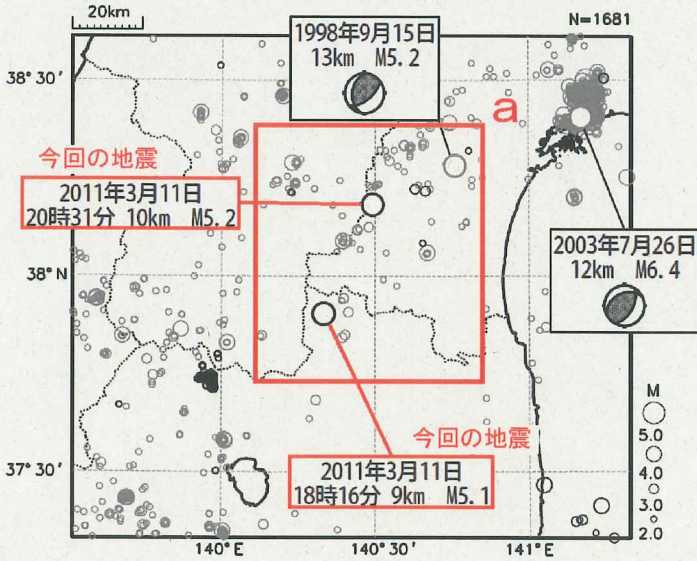 20km
N=1681
38°30′
1998年9月15日
13km M5.2
a
今回の地震
2011年3月11日
20時31分 10km M5.2
2003年7月26日
12km M6.4
38°N
今回の地震
2011年3月11日
18時16分 9km M5.1
M
5.0
4.0
3.0
2.0
37°30′
140°E
140°30′
141°E